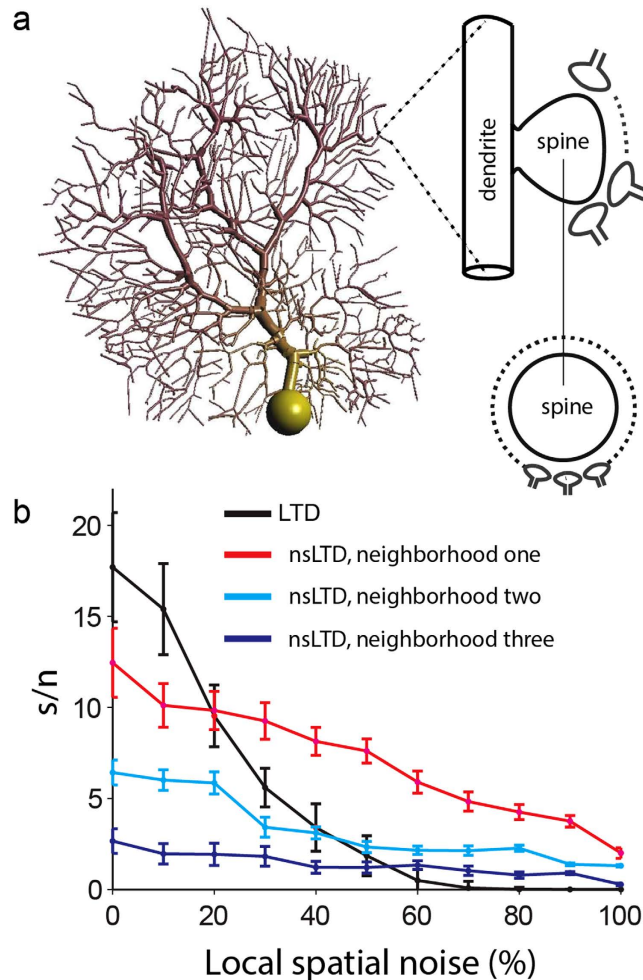 a
dendrite
spine
spine
b
LTD
nsLTD, neighborhood one
nsLTD, neighborhood two
nsLTD, neighborhood three
s/n
20
15
10
5
0
0 20 40 60 80 100
Local spatial noise (%)